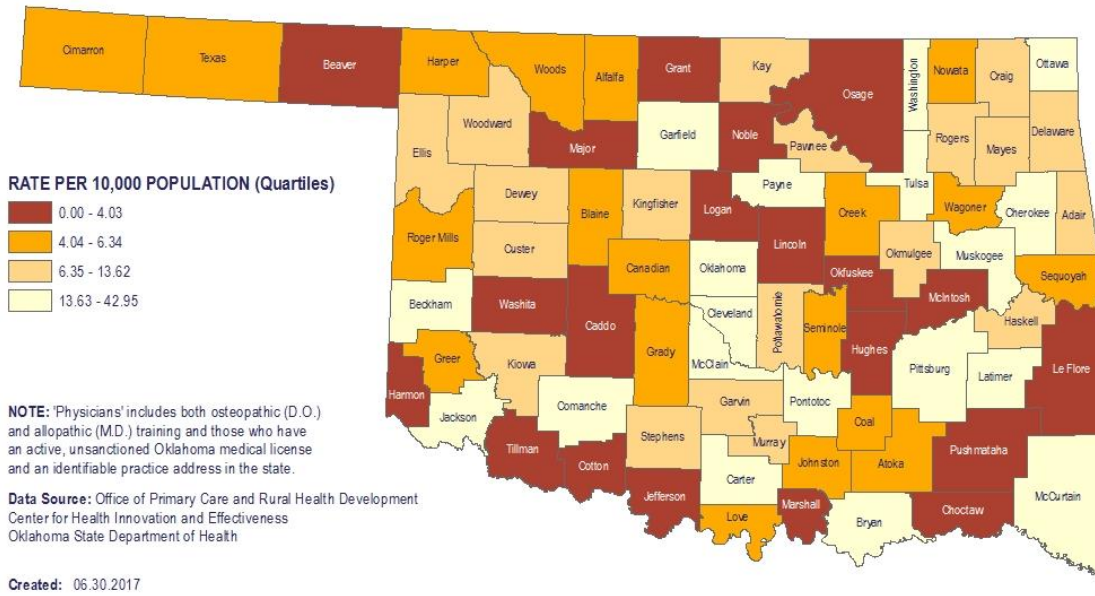 Cimarron
Texas
Beaver
Harper
Woods
Alfalfa
Grant
Kay
Osage
Washington
Nowata
Craig
Ottawa
Woodward
Ellis
Major
Garfield
Noble
Pawnee
Rogers
Mayes
Delaware
Dewey
Blaine
Kingfisher
Logan
Payne
Creek
Tulsa
Wagoner
Cherokee
Adair
RATE PER 10,000 POPULATION (Quartiles)
0.00 - 4.03
4.04 - 6.34
6.35 - 13.62
13.63 - 42.95
Roger Mills
Custer
Canadian
Oklahoma
Lincoln
Okmulgee
Muskogee
Okfuskee
McIntosh
Sequoyah
Beckham
Washita
Caddo
Cleveland
Pottawatomie
Seminole
Hughes
Haskell
Greer
Kiowa
Grady
McClain
Pittsburg
Latimer
Le Flore
Harmon
Jackson
Comanche
Garvin
Pontotoc
Stephens
Murray
Coal
Tillman
Cotton
Jefferson
Carter
Johnston
Atoka
Pushmataha
McCurtain
Love
Marshall
Bryan
Choctaw
NOTE: 'Physicians' includes both osteopathic (D.O.)
and allopathic (M.D.) training and those who have
an active, unsanctioned Oklahoma medical license
and an identifiable practice address in the state.
Data Source: Office of Primary Care and Rural Health Development
Center for Health Innovation and Effectiveness
Oklahoma State Department of Health
Created: 06.30.2017